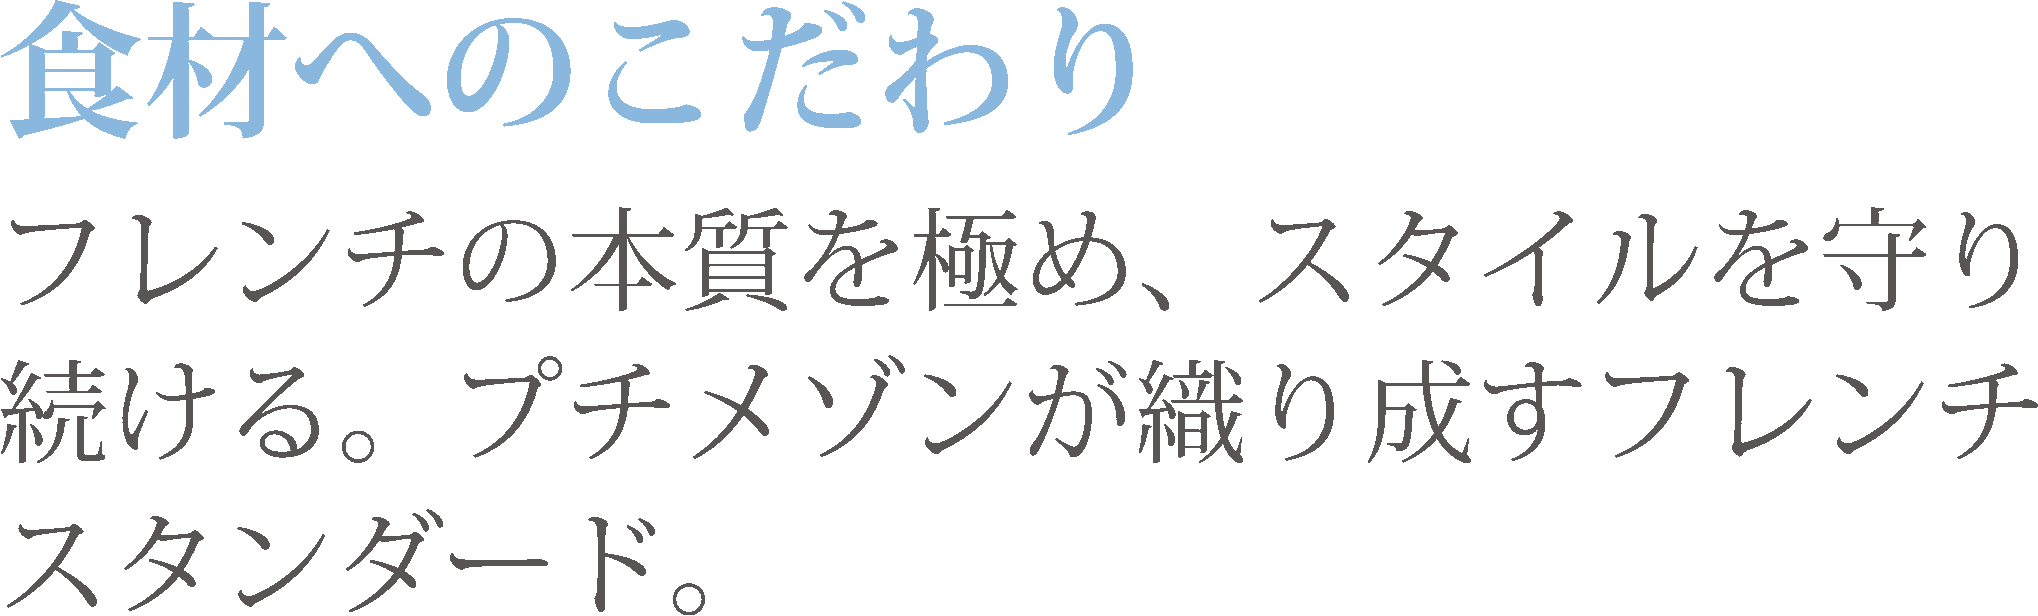 食材へのこだわり
フレンチの本質を極め、スタイルを守り
続ける。プチメゾンが織り成すフレンチ
スタンダード。